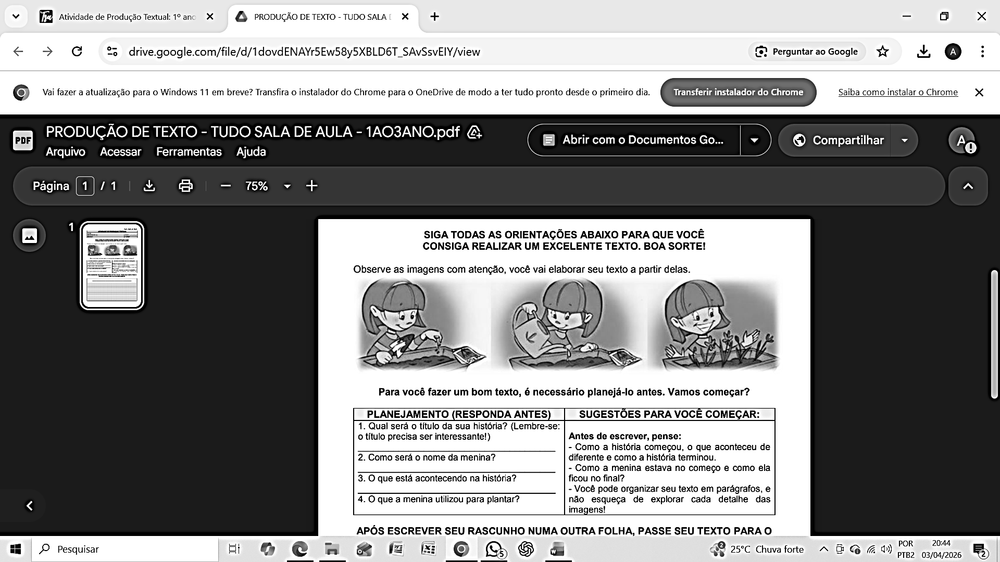 Atividade de Produção Textual: 1º ano
PRODUÇÃO DE TEXTO - TUDO SALA D
drive.google.com/file/d/1dovdENAYr5Ew58y5XBLD6T_SAvSsvEIY/view
Perguntar ao Google
A
Vai fazer a atualização para o Windows 11 em breve? Transfira o instalador do Chrome para o OneDrive de modo a ter tudo pronto desde o primeiro dia.
Transferir instalador do Chrome
Saiba como instalar o Chrome
PDF
PRODUÇÃO DE TEXTO - TUDO SALA DE AULA - 1AO3ANO.pdf
Arquivo Acessar Ferramentas Ajuda
Abrir com o Documentos Go...
Compartilhar
A
Página 1 / 1
75%
1
SIGA TODAS AS ORIENTAÇÕES ABAIXO PARA QUE VOCÊ
CONSIGA REALIZAR UM EXCELENTE TEXTO. BOA SORTE!
Observe as imagens com atenção, você vai elaborar seu texto a partir delas.
Para você fazer um bom texto, é necessário planejá-lo antes. Vamos começar?
PLANEJAMENTO (RESPONDA ANTES)
1. Qual será o título da sua história? (Lembre-se:
o título precisa ser interessante!)
2. Como será o nome da menina?
3. O que está acontecendo na história?
4. O que a menina utilizou para plantar?
SUGESTÕES PARA VOCÊ COMEÇAR:
Antes de escrever, pense:
- Como a história começou, o que aconteceu de
diferente e como a história terminou.
- Como a menina estava no começo e como ela
ficou no final?
- Você pode organizar seu texto em parágrafos, e
não esqueça de explorar cada detalhe das
imagens!
APÓS ESCREVER SEU RASCUNHO NUMA OUTRA FOLHA, PASSE SEU TEXTO PARA O
Pesquisar
5
2
25°C Chuva forte
POR
PTB2
20:44
03/04/2026
2